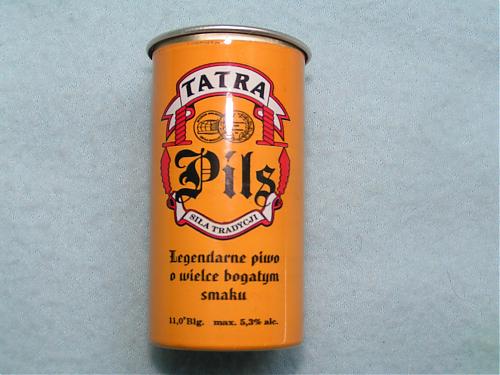 TATRA
Pils
SIŁA TRADYCJI
Legendarne piwo
o wielce bogatym
smaku
11,0°Blg. max. 5,3% alc.